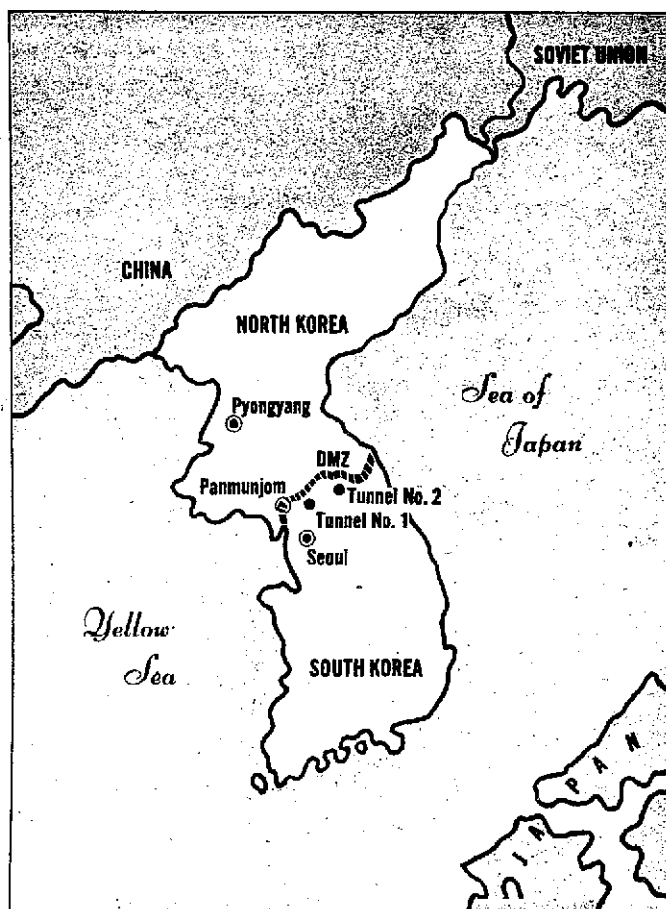 SOVIET UNION
CHINA
NORTH KOREA
Sea of
Japan
Pyongyang
DMZ
Panmunjom
Tunnel No. 2
Tunnel No. 1
Seoul
Yellow
Sea
SOUTH KOREA
JAPAN